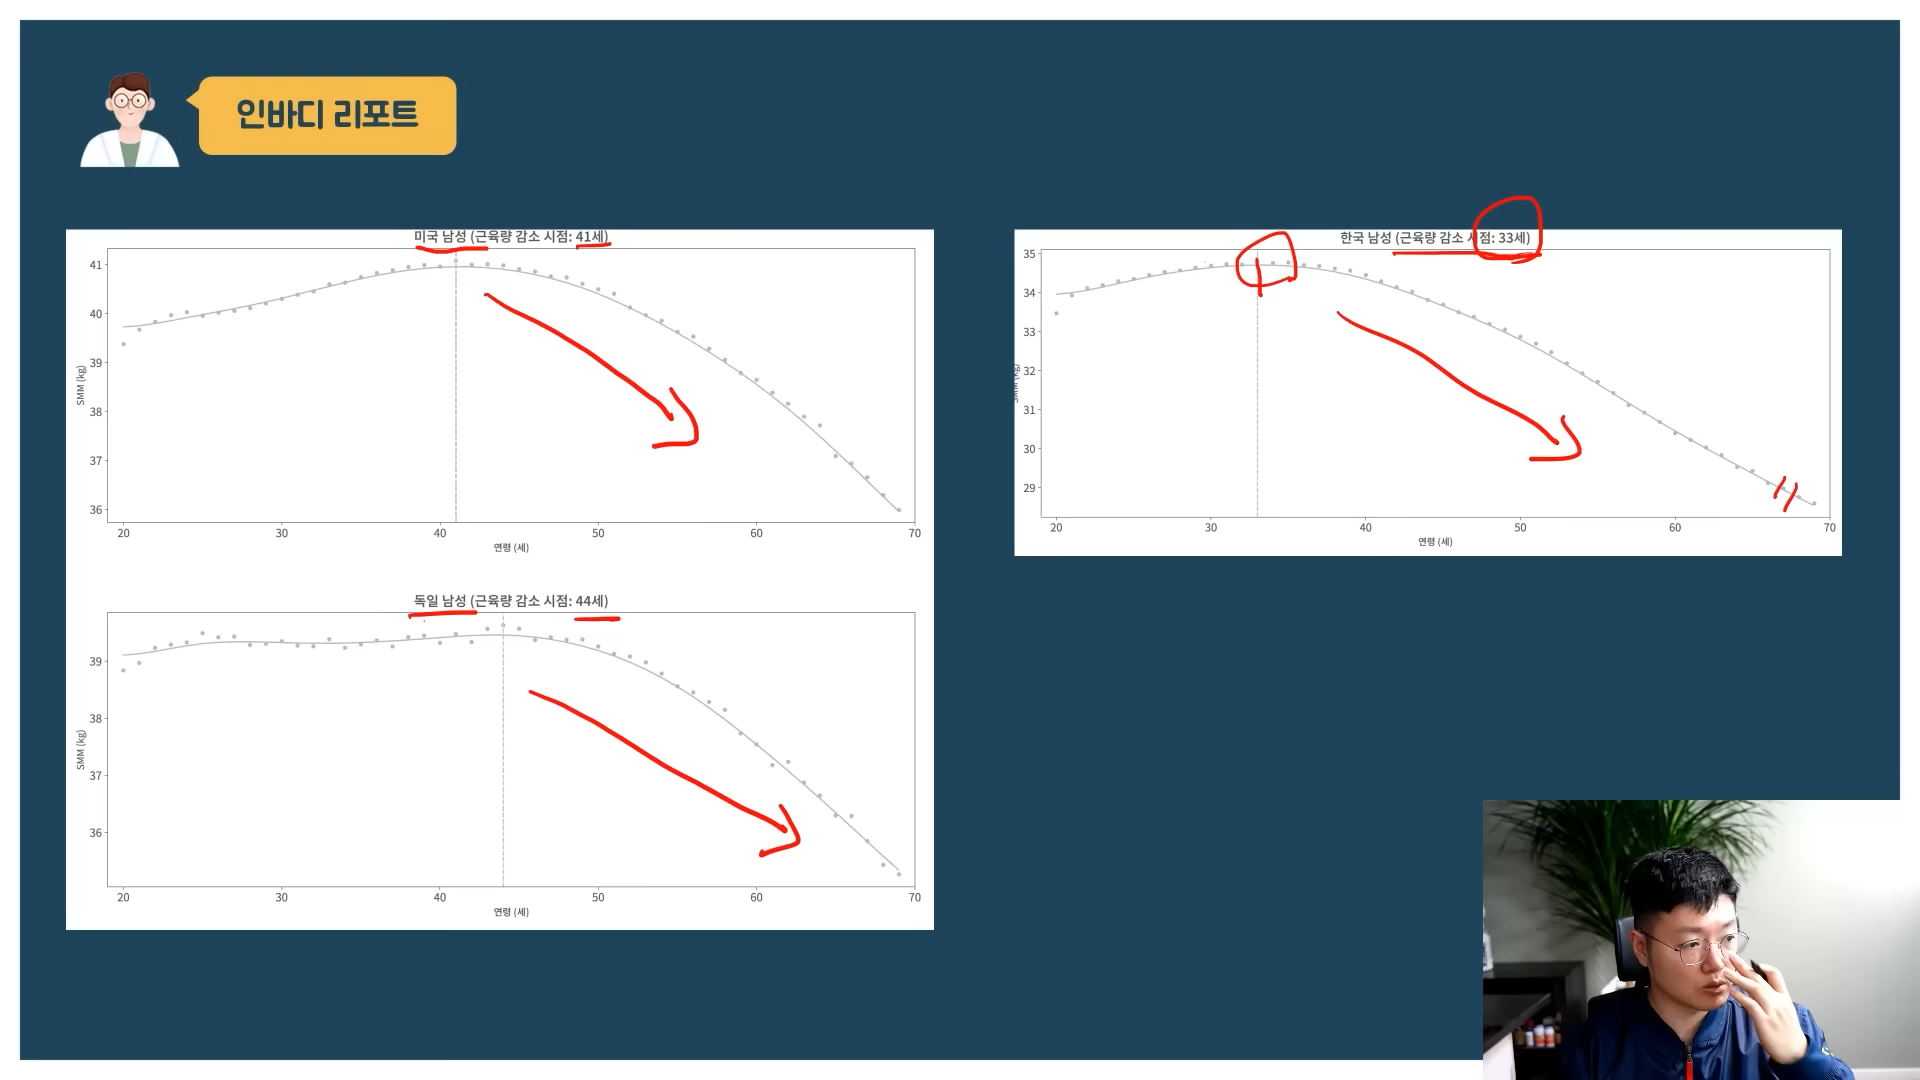 인바디 리포트
미국 남성 (근육량 감소 시점: 41세)
41
40
39
38
37
36
SMM (kg)
20 30 40 50 60 70
연령 (세)
독일 남성 (근육량 감소 시점: 44세)
39
38
37
36
SMM (kg)
20 30 40 50 60 70
연령 (세)
한국 남성 (근육량 감소 시점: 33세)
35
34
33
32
31
30
29
SMM (kg)
20 30 40 50 60 70
연령 (세)